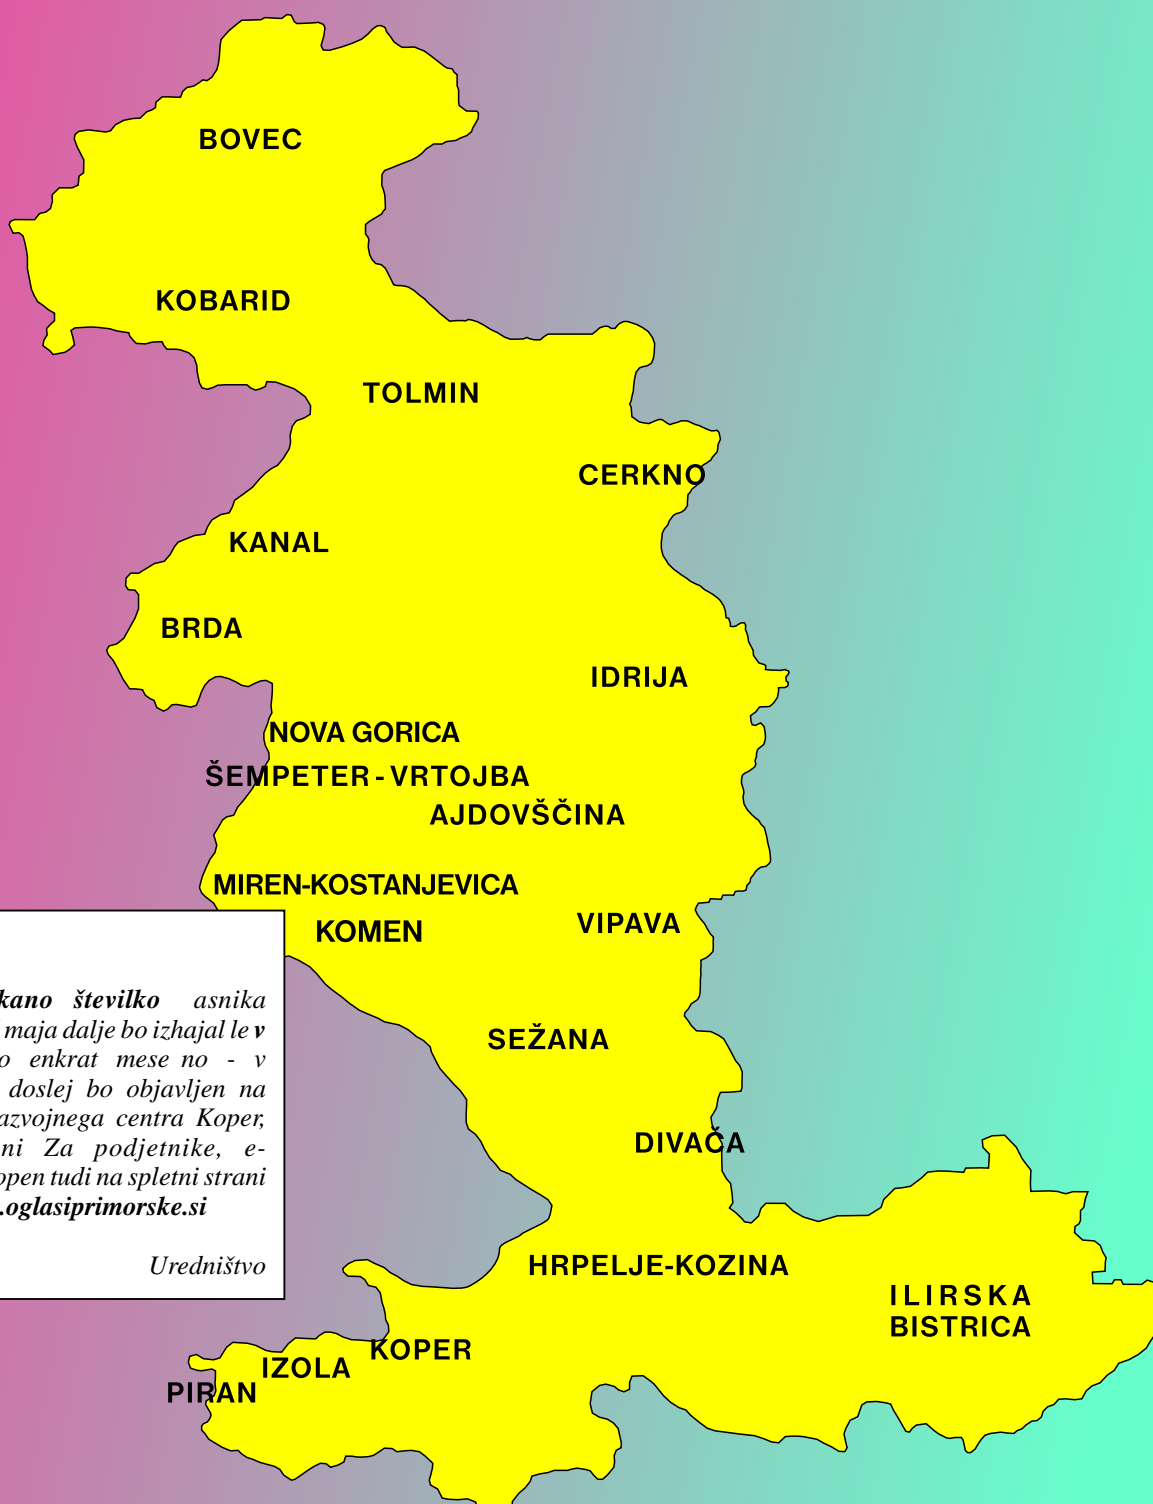 BOVEC
KOBARID
TOLMIN
CERKNO
KANAL
BRDA
IDRIJA
NOVA GORICA
ŠEMPETER - VRTOJBA
AJDOVŠČINA
MIREN-KOSTANJEVICA
VIPAVA
KOMEN
kano številko asnika
maja dalje bo izhajal le v
o enkrat mese no - v
doslej bo objavljen na
azvojnega centra Koper,
ni Za podjetnike, e-
open tudi na spletni strani
.oglasiprimorske.si
Uredništvo
SEŽANA
DIVAČA
HRPELJE-KOZINA
ILIRSKA
BISTRICA
KOPER
IZOLA
PIRAN